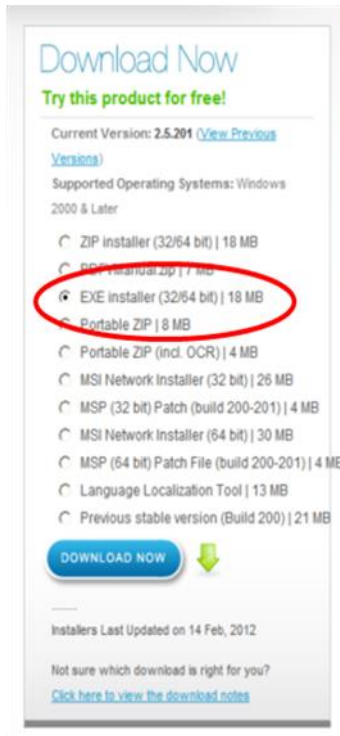 Download Now
Try this product for free!
Current Version: 2.5.201 (View Previous
Versions)
Supported Operating Systems: Windows
2000 & Later
ZIP installer (32/64 bit) | 18 MB
PDF Manual.zip | 7 MB
EXE installer (32/64 bit) | 18 MB
Portable ZIP | 8 MB
Portable ZIP (incl. OCR) | 4 MB
MSI Network Installer (32 bit) | 26 MB
MSP (32 bit) Patch (build 200-201) | 4 MB
MSI Network Installer (64 bit) | 30 MB
MSP (64 bit) Patch File (build 200-201) | 4 MB
Language Localization Tool | 13 MB
Previous stable version (Build 200) | 21 MB
DOWNLOAD NOW
Installers Last Updated on 14 Feb, 2012
Not sure which download is right for you?
Click here to view the download notes